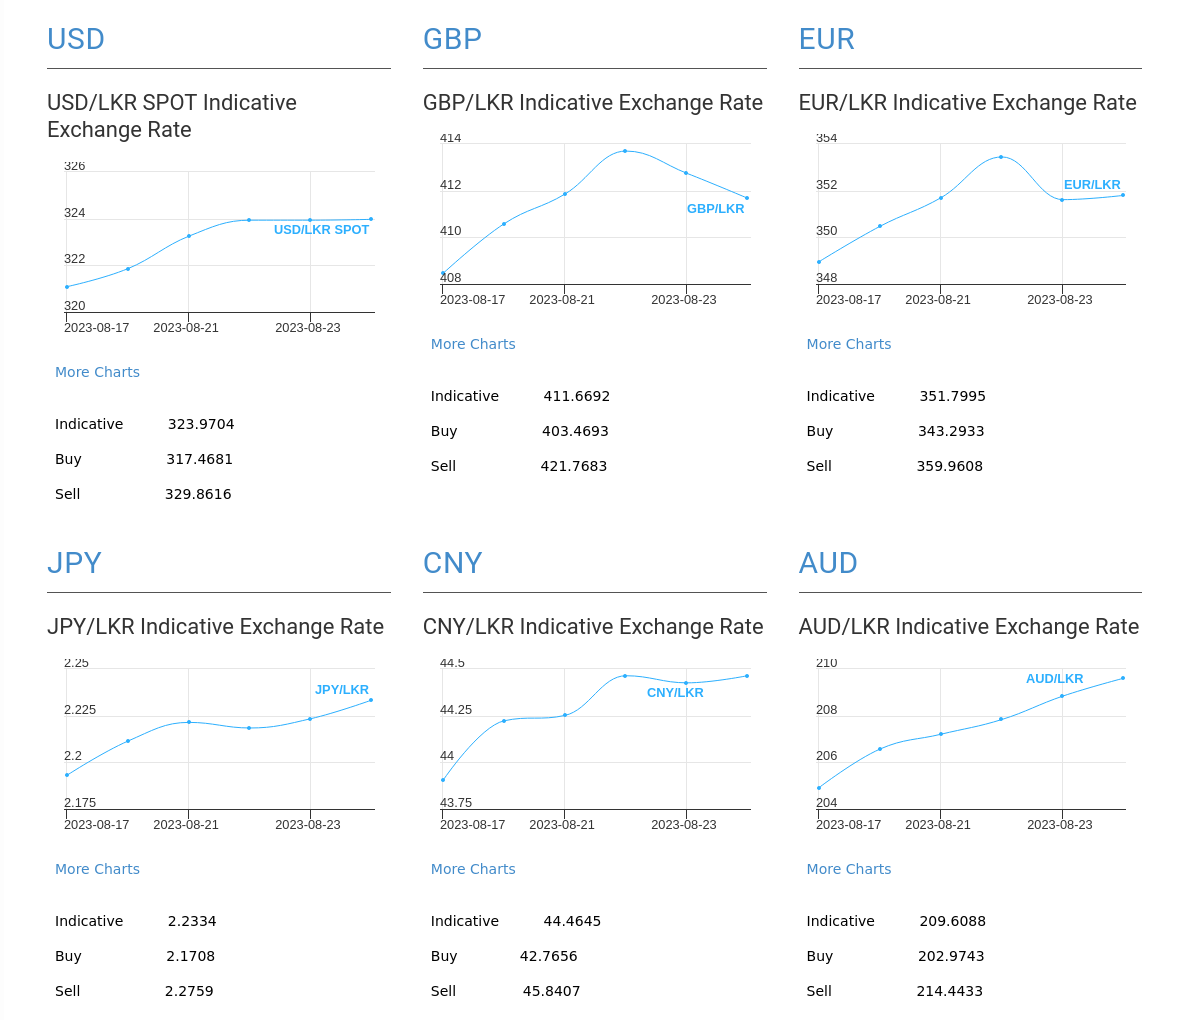 USD
USD/LKR SPOT Indicative
Exchange Rate
326
324
322
320
USD/LKR SPOT
2023-08-17 2023-08-21 2023-08-23
More Charts
Indicative 323.9704
Buy 317.4681
Sell 329.8616
GBP
GBP/LKR Indicative Exchange Rate
414
412
410
408
GBP/LKR
2023-08-17 2023-08-21 2023-08-23
More Charts
Indicative 411.6692
Buy 403.4693
Sell 421.7683
EUR
EUR/LKR Indicative Exchange Rate
354
352
350
348
EUR/LKR
2023-08-17 2023-08-21 2023-08-23
More Charts
Indicative 351.7995
Buy 343.2933
Sell 359.9608
JPY
JPY/LKR Indicative Exchange Rate
2.25
2.225
2.2
2.175
JPY/LKR
2023-08-17 2023-08-21 2023-08-23
More Charts
Indicative 2.2334
Buy 2.1708
Sell 2.2759
CNY
CNY/LKR Indicative Exchange Rate
44.5
44.25
44
43.75
CNY/LKR
2023-08-17 2023-08-21 2023-08-23
More Charts
Indicative 44.4645
Buy 42.7656
Sell 45.8407
AUD
AUD/LKR Indicative Exchange Rate
210
208
206
204
AUD/LKR
2023-08-17 2023-08-21 2023-08-23
More Charts
Indicative 209.6088
Buy 202.9743
Sell 214.4433